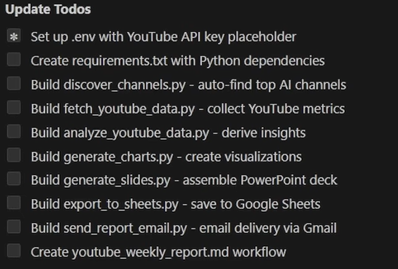 Update Todos
Set up .env with YouTube API key placeholder
Create requirements.txt with Python dependencies
Build discover_channels.py - auto-find top AI channels
Build fetch_youtube_data.py - collect YouTube metrics
Build analyze_youtube_data.py - derive insights
Build generate_charts.py - create visualizations
Build generate_slides.py - assemble PowerPoint deck
Build export_to_sheets.py - save to Google Sheets
Build send_report_email.py - email delivery via Gmail
Create youtube_weekly_report.md workflow